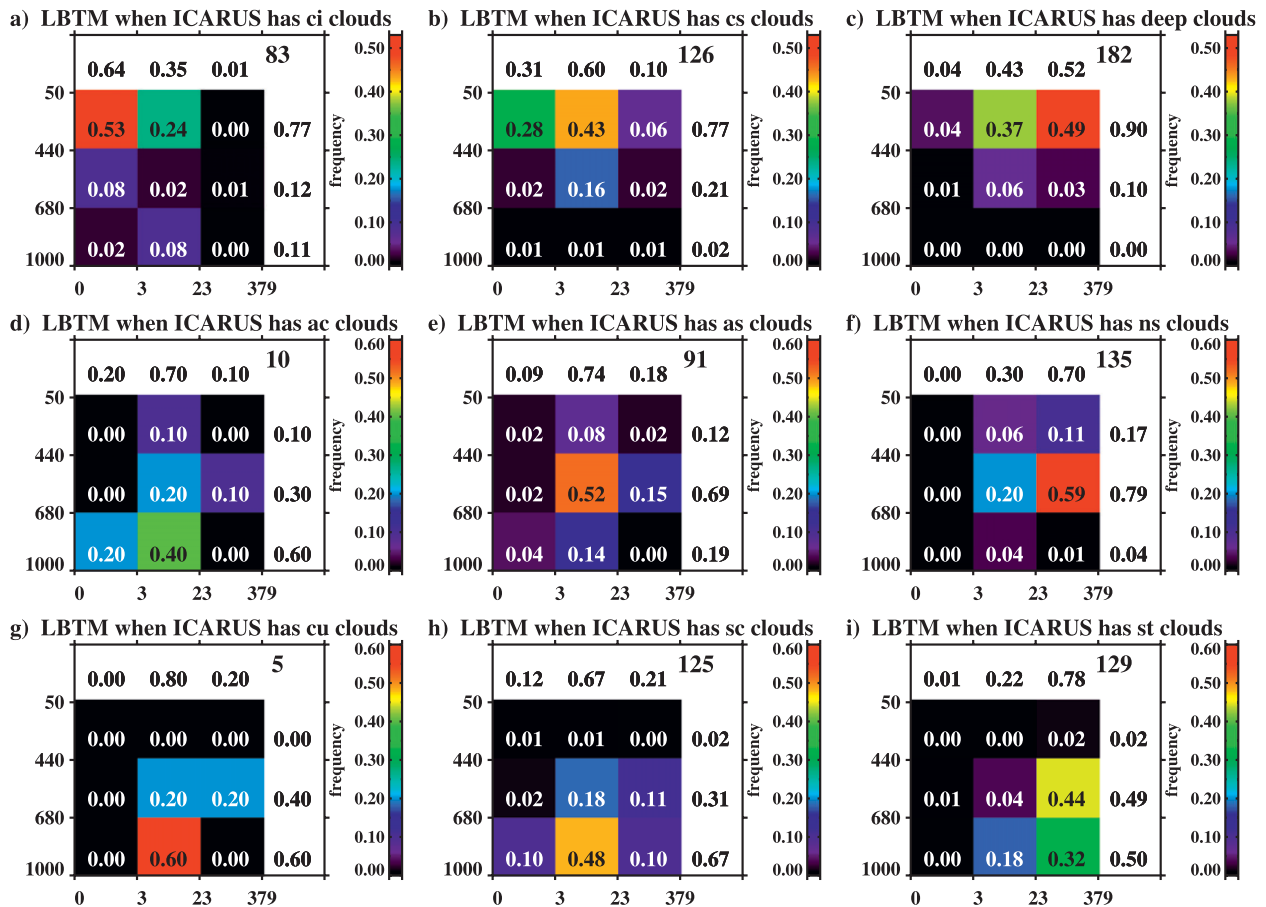 a) LBTM when ICARUS has ci clouds
83
0.64 0.35 0.01
50
0.53 0.24 0.00 0.77
440
0.08 0.02 0.01 0.12
680
0.02 0.08 0.00 0.11
1000
0 3 23 379
0.50
0.40
0.30
0.20
0.10
0.00
frequency
b) LBTM when ICARUS has cs clouds
126
0.31 0.60 0.10
50
0.28 0.43 0.06 0.77
440
0.02 0.16 0.02 0.21
680
0.01 0.01 0.01 0.02
1000
0 3 23 379
0.50
0.40
0.30
0.20
0.10
0.00
frequency
c) LBTM when ICARUS has deep clouds
182
0.04 0.43 0.52
50
0.04 0.37 0.49 0.90
440
0.01 0.06 0.03 0.10
680
0.00 0.00 0.00 0.00
1000
0 3 23 379
0.50
0.40
0.30
0.20
0.10
0.00
frequency
d) LBTM when ICARUS has ac clouds
10
0.20 0.70 0.10
50
0.00 0.10 0.00 0.10
440
0.00 0.20 0.10 0.30
680
0.20 0.40 0.00 0.60
1000
0 3 23 379
0.60
0.50
0.40
0.30
0.20
0.10
0.00
frequency
e) LBTM when ICARUS has as clouds
91
0.09 0.74 0.18
50
0.02 0.08 0.02 0.12
440
0.02 0.52 0.15 0.69
680
0.04 0.14 0.00 0.19
1000
0 3 23 379
0.60
0.50
0.40
0.30
0.20
0.10
0.00
frequency
f) LBTM when ICARUS has ns clouds
135
0.00 0.30 0.70
50
0.00 0.06 0.11 0.17
440
0.00 0.20 0.59 0.79
680
0.00 0.04 0.01 0.04
1000
0 3 23 379
0.60
0.50
0.40
0.30
0.20
0.10
0.00
frequency
g) LBTM when ICARUS has cu clouds
5
0.00 0.80 0.20
50
0.00 0.00 0.00 0.00
440
0.00 0.20 0.20 0.40
680
0.00 0.60 0.00 0.60
1000
0 3 23 379
0.60
0.50
0.40
0.30
0.20
0.10
0.00
frequency
h) LBTM when ICARUS has sc clouds
125
0.12 0.67 0.21
50
0.01 0.01 0.00 0.02
440
0.02 0.18 0.11 0.31
680
0.10 0.48 0.10 0.67
1000
0 3 23 379
0.60
0.50
0.40
0.30
0.20
0.10
0.00
frequency
i) LBTM when ICARUS has st clouds
129
0.01 0.22 0.78
50
0.00 0.00 0.02 0.02
440
0.01 0.04 0.44 0.49
680
0.00 0.18 0.32 0.50
1000
0 3 23 379
0.60
0.50
0.40
0.30
0.20
0.10
0.00
frequency